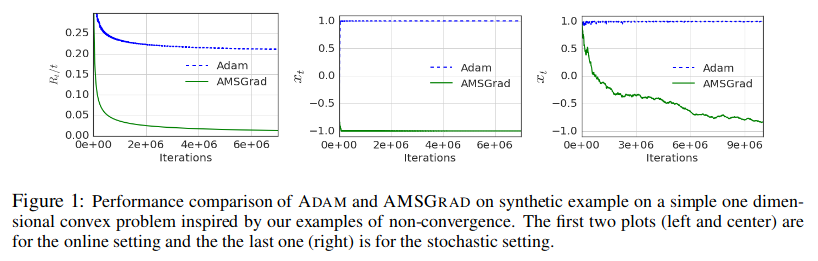 0.25
0.20
0.15
0.10
0.05
0.00
R_t/t
Adam
AMSGrad
0e+00 2e+06 4e+06 6e+06
Iterations
1.0
0.5
0.0
−0.5
−1.0
x_t
Adam
AMSGrad
0e+00 2e+06 4e+06 6e+06
Iterations
1.0
0.5
0.0
−0.5
−1.0
x_t
Adam
AMSGrad
0e+00 3e+06 6e+06 9e+06
Iterations
Figure 1: Performance comparison of ADAM and AMSGRAD on synthetic example on a simple one dimen-
sional convex problem inspired by our examples of non-convergence. The first two plots (left and center) are
for the online setting and the the last one (right) is for the stochastic setting.